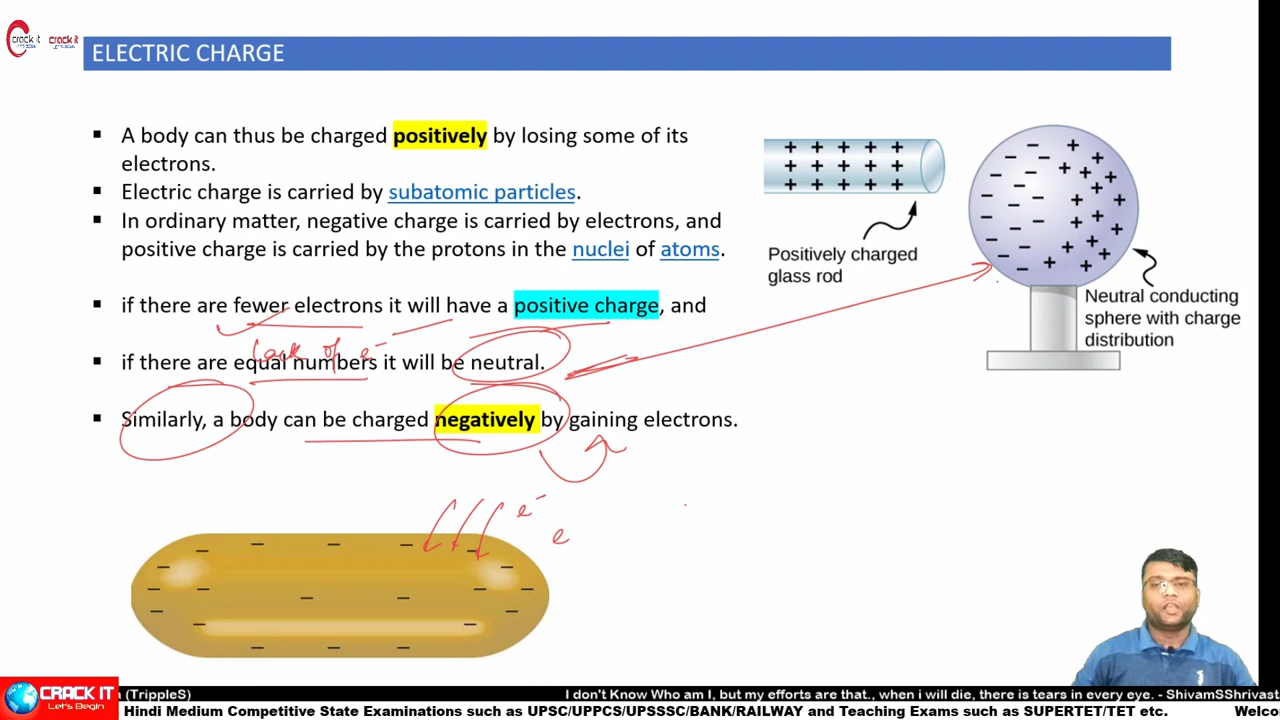 crack it
crack it
ELECTRIC CHARGE
▪ A body can thus be charged positively by losing some of its
electrons.
▪ Electric charge is carried by subatomic particles.
▪ In ordinary matter, negative charge is carried by electrons, and
positive charge is carried by the protons in the nuclei of atoms.
▪ if there are fewer electrons it will have a positive charge, and
Lack of e⁻
▪ if there are equal numbers it will be neutral.
▪ Similarly, a body can be charged negatively by gaining electrons.
Positively charged
glass rod
Neutral conducting
sphere with charge
distribution
e⁻
e
CRACK IT
Let's Begin
a (TrippleS)
I don't Know Who am I, but my efforts are that., when i will die, there is tears in every eye. - ShivamSShrivast
Hindi Medium Competitive State Examinations such as UPSC/UPPCS/UPSSSC/BANK/RAILWAY and Teaching Exams such as SUPERTET/TET etc.
Welco